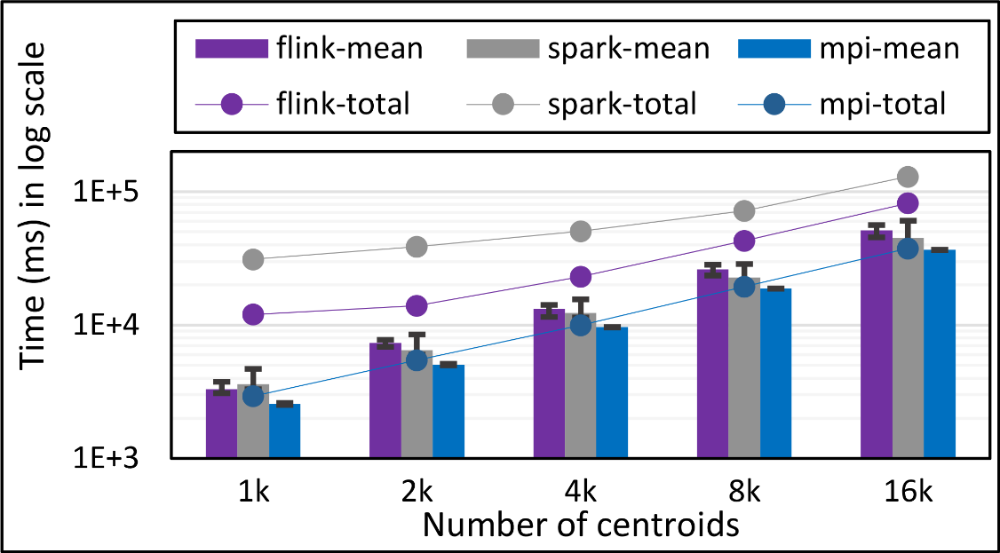 flink-mean spark-mean mpi-mean
flink-total spark-total mpi-total
Time (ms) in log scale
1E+5
1E+4
1E+3
1k 2k 4k 8k 16k
Number of centroids